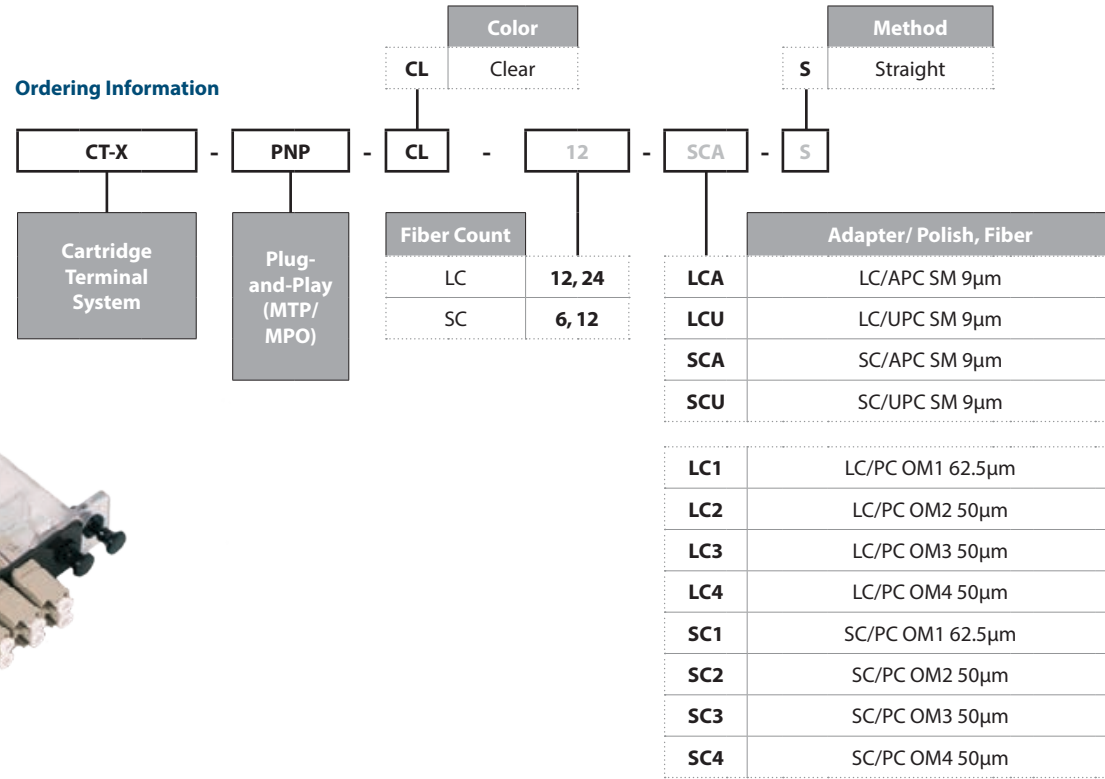 Color
CL Clear
Method
S Straight
Ordering Information
CT-X - PNP - CL - 12 - SCA - S
Cartridge
Terminal
System
Plug-
and-Play
(MTP/
MPO)
Fiber Count
LC 12, 24
SC 6, 12
Adapter/ Polish, Fiber
LCA LC/APC SM 9µm
LCU LC/UPC SM 9µm
SCA SC/APC SM 9µm
SCU SC/UPC SM 9µm
LC1 LC/PC OM1 62.5µm
LC2 LC/PC OM2 50µm
LC3 LC/PC OM3 50µm
LC4 LC/PC OM4 50µm
SC1 SC/PC OM1 62.5µm
SC2 SC/PC OM2 50µm
SC3 SC/PC OM3 50µm
SC4 SC/PC OM4 50µm